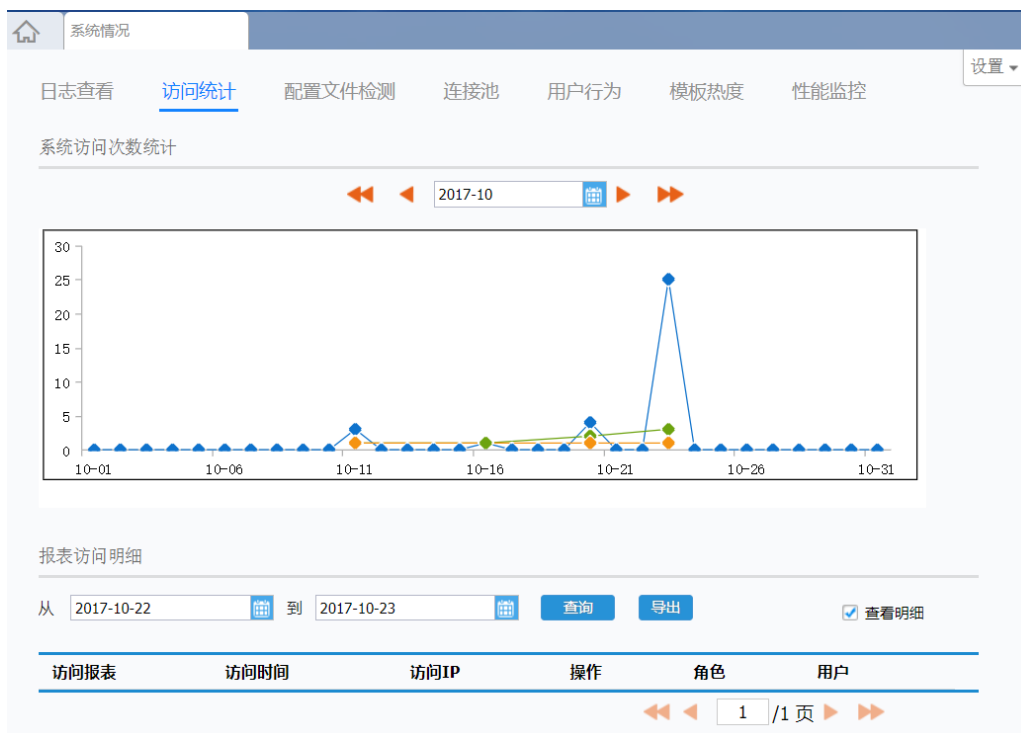 系统情况
设置
日志查看 访问统计 配置文件检测 连接池 用户行为 模板热度 性能监控
系统访问次数统计
2017-10
30
25
20
15
10
5
0
10-01 10-06 10-11 10-16 10-21 10-26 10-31
报表访问明细
从 2017-10-22 到 2017-10-23 查询 导出 查看明细
访问报表 访问时间 访问IP 操作 角色 用户
1 /1 页